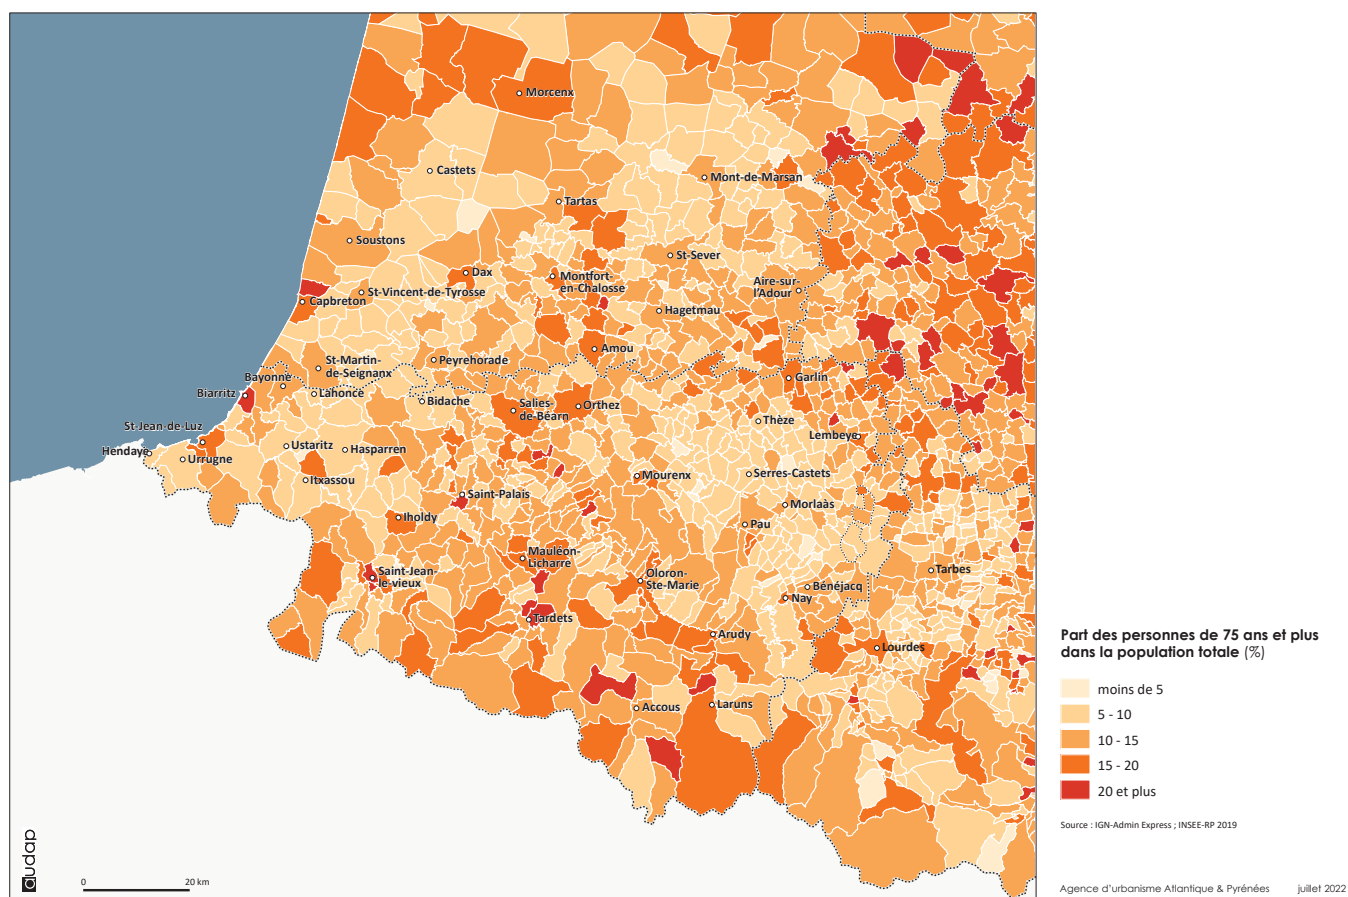 Morcenx
Castets
Mont-de-Marsan
Tartas
Soustons
St-Sever
Dax
Montfort-
en-Chalosse
Aire-sur-
l'Adour
St-Vincent-de-Tyrosse
Capbreton
Hagetmau
Amou
St-Martin-
de-Seignanx
Peyrehorade
Bayonne
Garlin
Biarritz
Lahonce
Bidache
Salies-
de-Béarn
Orthez
St-Jean-de-Luz
Thèze
Lembeye
Hendaye
Urrugne
Ustaritz
Hasparren
Itxassou
Mourenx
Serres-Castets
Saint-Palais
Morlaàs
Iholdy
Pau
Mauléon-
Licharre
Saint-Jean-
le-vieux
Oloron-
Ste-Marie
Tarbes
Bénéjacq
Nay
Tardets
Arudy
Lourdes
Accous
Laruns
Part des personnes de 75 ans et plus
dans la population totale (%)
moins de 5
5 - 10
10 - 15
15 - 20
20 et plus
Source : IGN-Admin Express ; INSEE-RP 2019
audap
0 20 km
Agence d'urbanisme Atlantique & Pyrénées juillet 2022